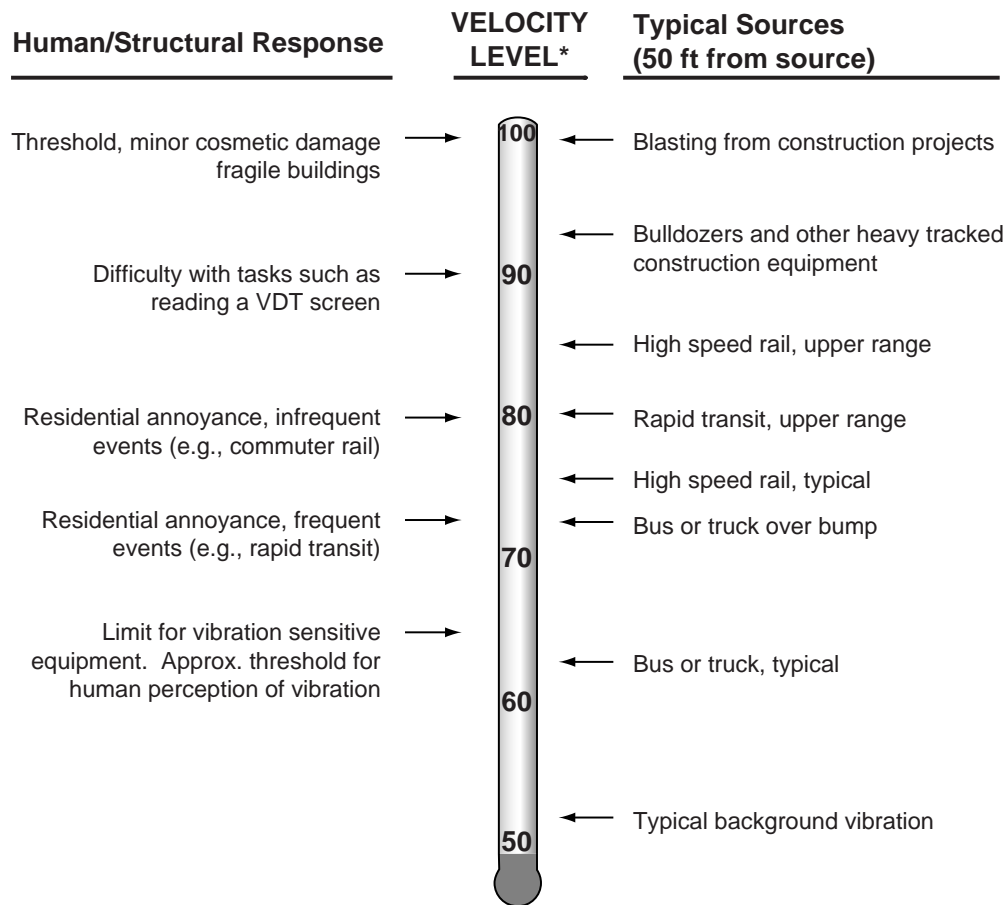 Human/Structural Response
VELOCITY
LEVEL*
Typical Sources
(50 ft from source)
Threshold, minor cosmetic damage
fragile buildings
100
Blasting from construction projects
Bulldozers and other heavy tracked
construction equipment
Difficulty with tasks such as
reading a VDT screen
90
High speed rail, upper range
Residential annoyance, infrequent
events (e.g., commuter rail)
80
Rapid transit, upper range
High speed rail, typical
Residential annoyance, frequent
events (e.g., rapid transit)
Bus or truck over bump
70
Limit for vibration sensitive
equipment.  Approx. threshold for
human perception of vibration
Bus or truck, typical
60
Typical background vibration
50